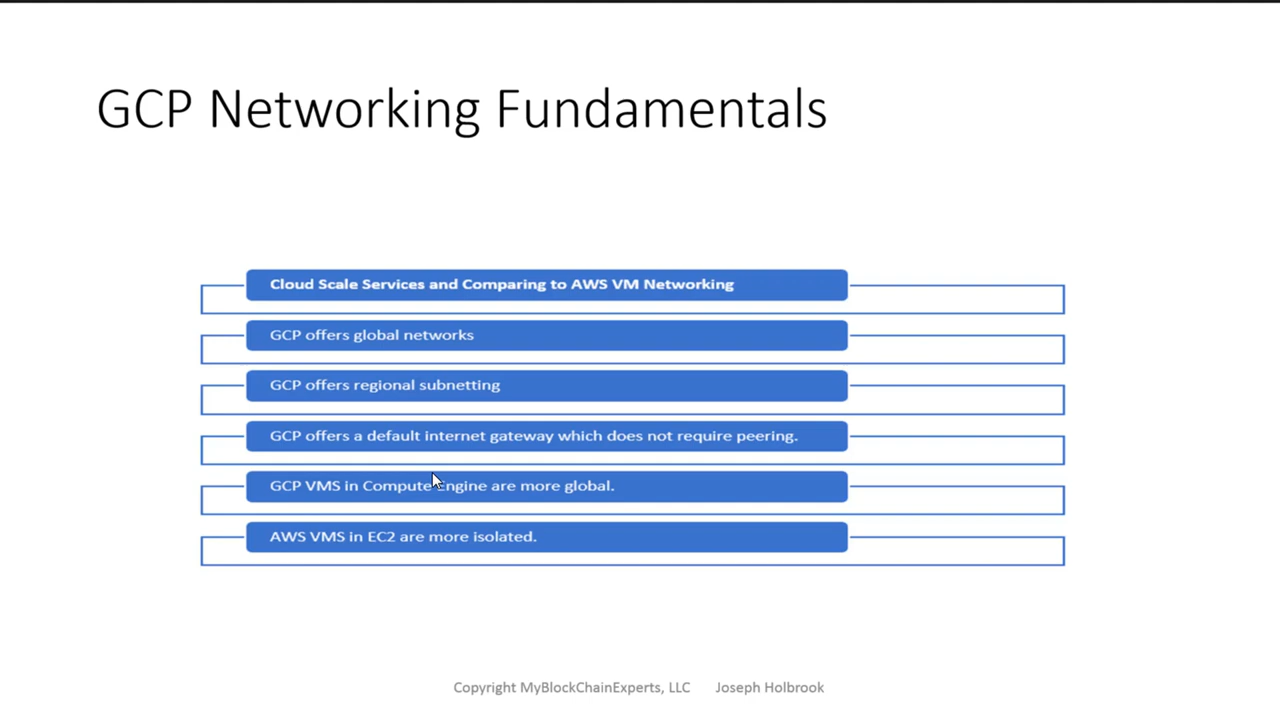 GCP Networking Fundamentals
Cloud Scale Services and Comparing to AWS VM Networking
GCP offers global networks
GCP offers regional subnetting
GCP offers a default internet gateway which does not require peering.
GCP VMS in Compute Engine are more global.
AWS VMS in EC2 are more isolated.
Copyright MyBlockChainExperts, LLC Joseph Holbrook